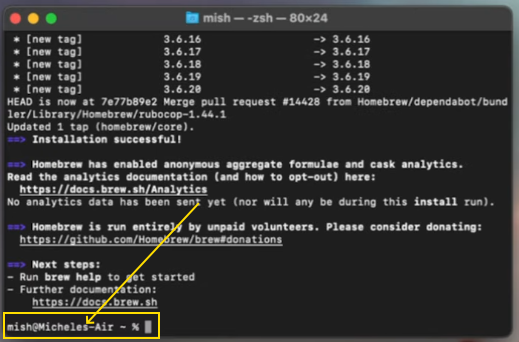 mish — -zsh — 80×24
* [new tag] 3.6.16 -> 3.6.16
* [new tag] 3.6.17 -> 3.6.17
* [new tag] 3.6.18 -> 3.6.18
* [new tag] 3.6.19 -> 3.6.19
* [new tag] 3.6.20 -> 3.6.20
HEAD is now at 7e77b89e2 Merge pull request #14428 from Homebrew/dependabot/bund
ler/Library/Homebrew/rubocop-1.44.1
Updated 1 tap (homebrew/core).
==> Installation successful!
==> Homebrew has enabled anonymous aggregate formulae and cask analytics.
Read the analytics documentation (and how to opt-out) here:
https://docs.brew.sh/Analytics
No analytics data has been sent yet (nor will any be during this install run).
==> Homebrew is run entirely by unpaid volunteers. Please consider donating:
https://github.com/Homebrew/brew#donations
==> Next steps:
- Run brew help to get started
- Further documentation:
https://docs.brew.sh
mish@Micheles-Air ~ %